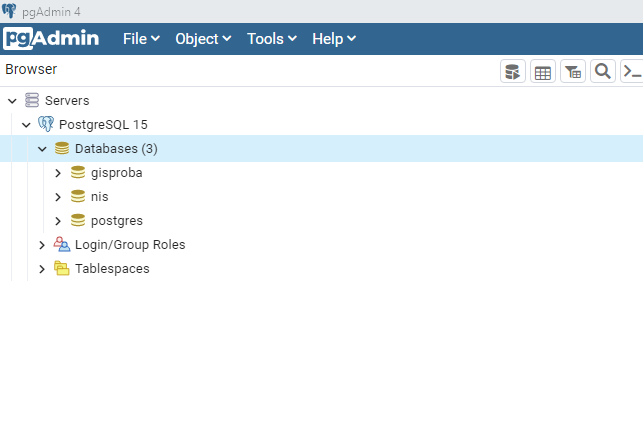 pgAdmin 4
pgAdmin File Object Tools Help
Browser
Servers
PostgreSQL 15
Databases (3)
gisproba
nis
postgres
Login/Group Roles
Tablespaces